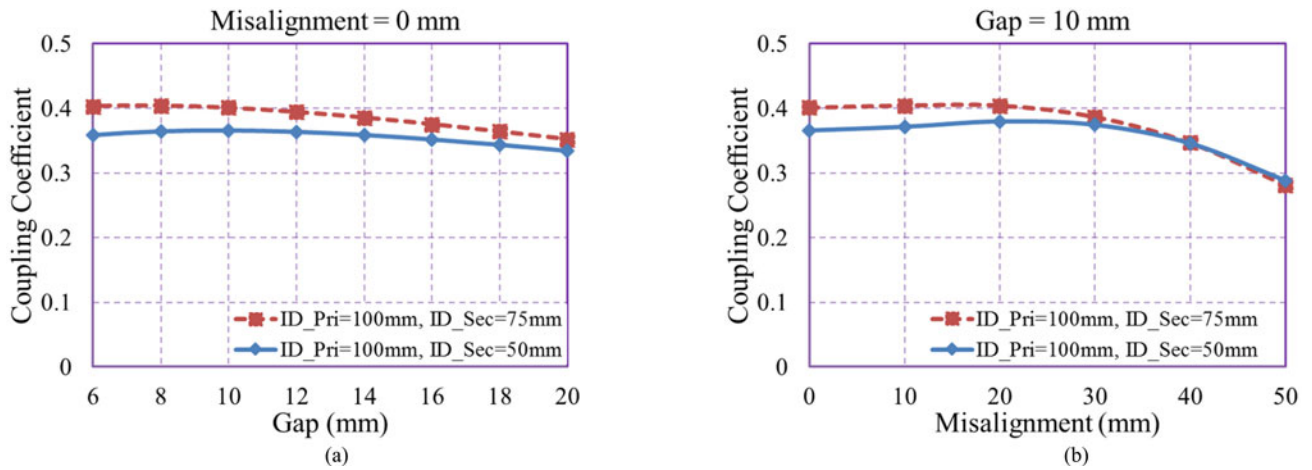 Misalignment = 0 mm
Coupling Coefficient
0.5
0.4
0.3
0.2
0.1
0
ID_Pri=100mm, ID_Sec=75mm
ID_Pri=100mm, ID_Sec=50mm
6 8 10 12 14 16 18 20
Gap (mm)
(a)
Gap = 10 mm
Coupling Coefficient
0.5
0.4
0.3
0.2
0.1
0
ID_Pri=100mm, ID_Sec=75mm
ID_Pri=100mm, ID_Sec=50mm
0 10 20 30 40 50
Misalignment (mm)
(b)